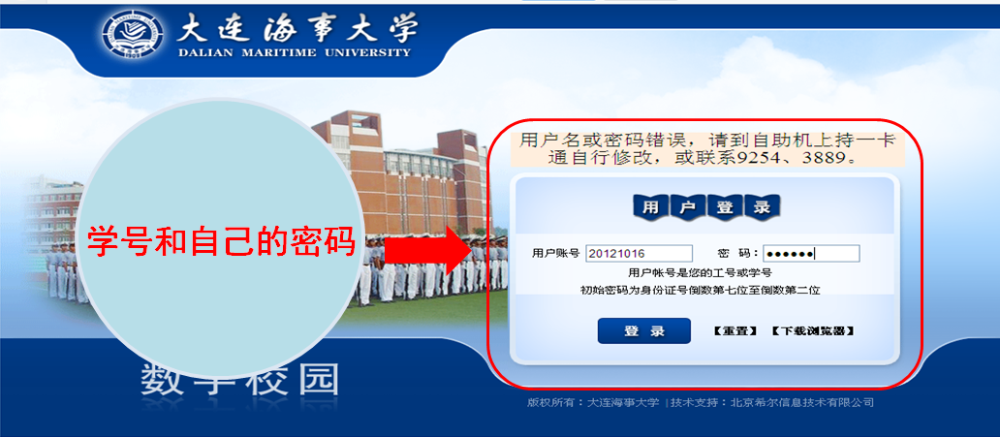 大连海事大学
DALIAN MARITIME UNIVERSITY
1909
用户名或密码错误，请到自助机上持一卡
通自行修改，或联系9254、3889。
用户登录
学号和自己的密码
用户账号 20121016 密 码：●●●●●●
用户帐号是您的工号或学号
初始密码为身份证号倒数第七位至倒数第二位
登 录 【重置】 【下载浏览器】
数字校园
版权所有：大连海事大学 | 技术支持：北京希尔信息技术有限公司